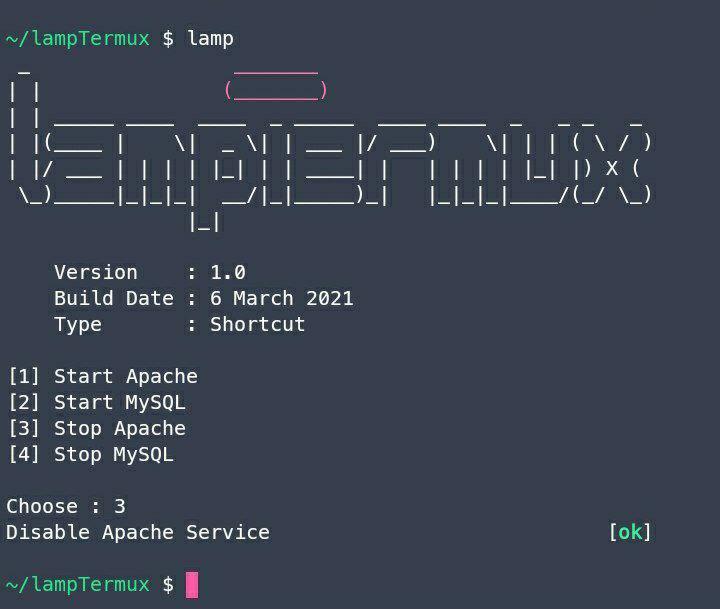 ~/lampTermux $ lamp
LampTermux
Version : 1.0
Build Date : 6 March 2021
Type : Shortcut
[1] Start Apache
[2] Start MySQL
[3] Stop Apache
[4] Stop MySQL
Choose : 3
Disable Apache Service [ok]
~/lampTermux $